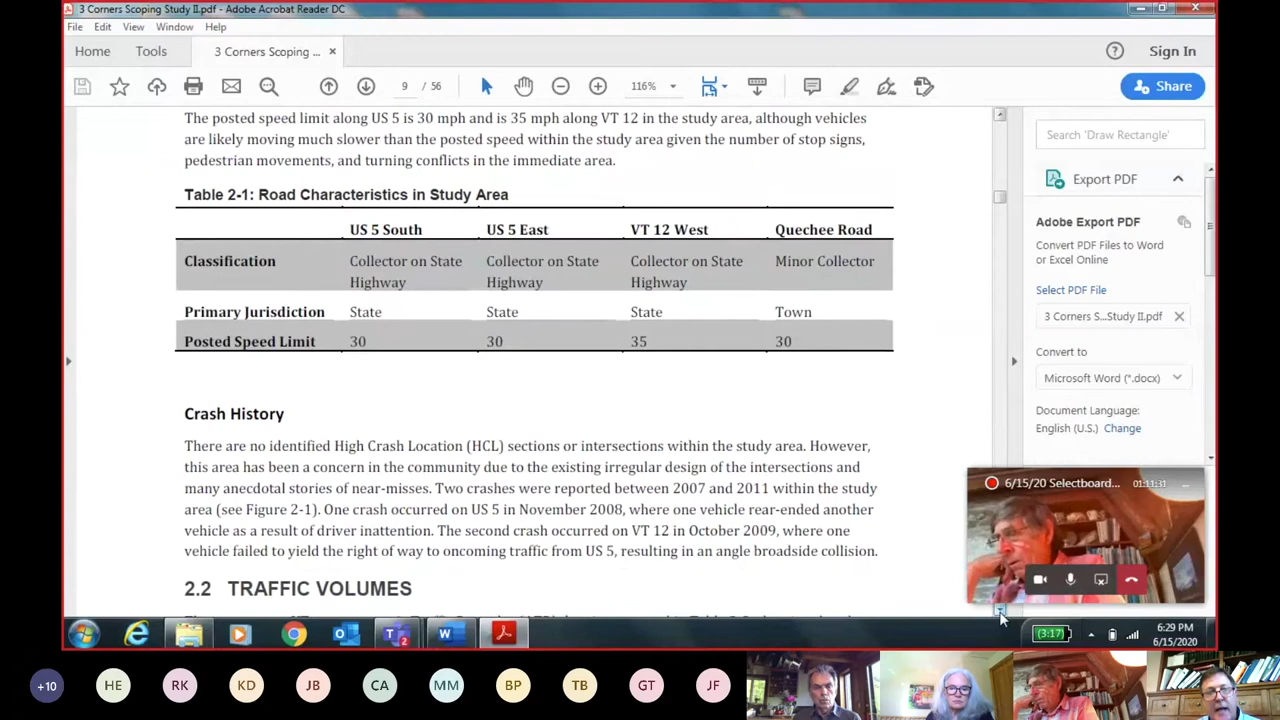 3 Corners Scoping Study II.pdf - Adobe Acrobat Reader DC
File Edit View Window Help
Home Tools 3 Corners Scoping ... × Sign In
9 / 56 116% Share
The posted speed limit along US 5 is 30 mph and is 35 mph along VT 12 in the study area, although vehicles
are likely moving much slower than the posted speed within the study area given the number of stop signs,
pedestrian movements, and turning conflicts in the immediate area.
Table 2-1: Road Characteristics in Study Area
US 5 South US 5 East VT 12 West Quechee Road
Classification Collector on State Highway Collector on State Highway Collector on State Highway Minor Collector
Primary Jurisdiction State State State Town
Posted Speed Limit 30 30 35 30
Crash History
There are no identified High Crash Location (HCL) sections or intersections within the study area. However,
this area has been a concern in the community due to the existing irregular design of the intersections and
many anecdotal stories of near-misses. Two crashes were reported between 2007 and 2011 within the study
area (see Figure 2-1). One crash occurred on US 5 in November 2008, where one vehicle rear-ended another
vehicle as a result of driver inattention. The second crash occurred on VT 12 in October 2009, where one
vehicle failed to yield the right of way to oncoming traffic from US 5, resulting in an angle broadside collision.
2.2 TRAFFIC VOLUMES
Search 'Draw Rectangle'
Export PDF
Adobe Export PDF
Convert PDF Files to Word
or Excel Online
Select PDF File
3 Corners S...Study II.pdf
Convert to
Microsoft Word (*.docx)
Document Language:
English (U.S.) Change
6/15/20 Selectboard... 01:11:31
(3:17)
6:29 PM
6/15/2020
+10 HE RK KD JB CA MM BP TB GT JF